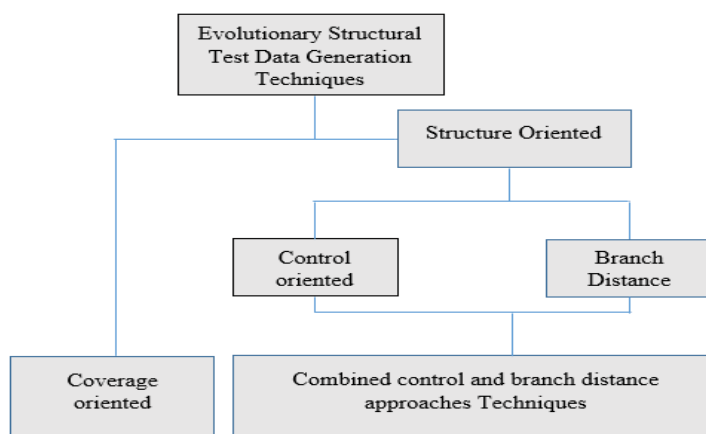 Evolutionary Structural
Test Data Generation
Techniques
Structure Oriented
Control
oriented
Branch
Distance
Coverage
oriented
Combined control and branch distance
approaches Techniques